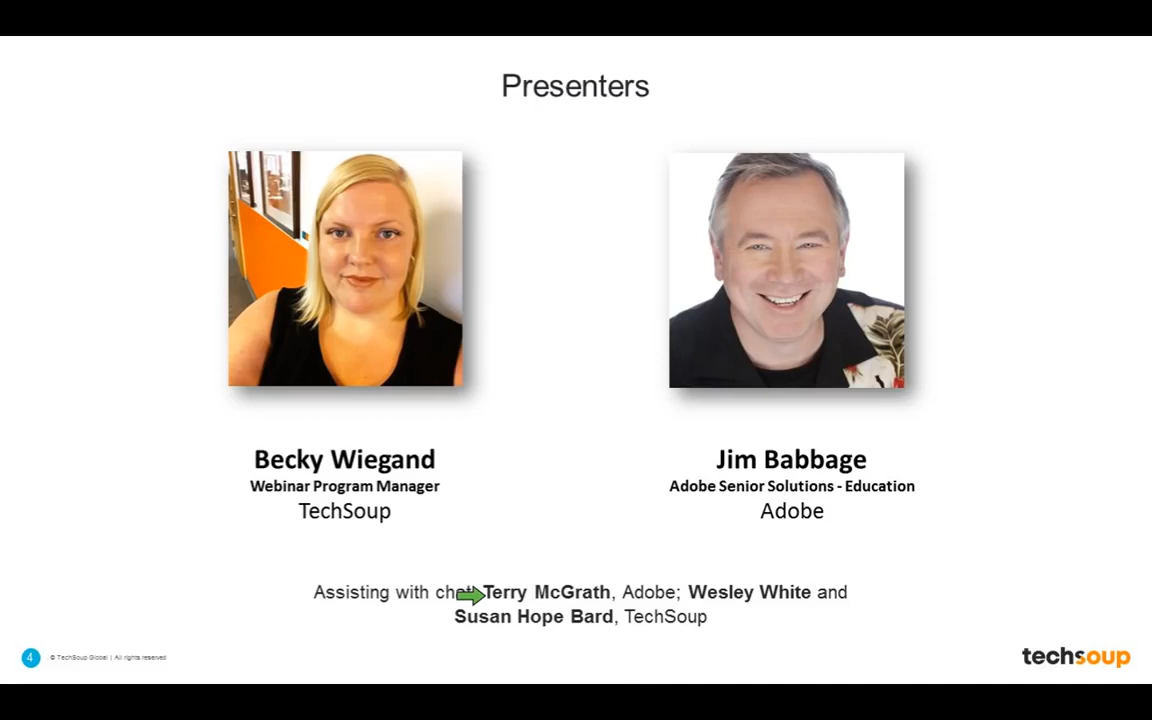 Presenters
Becky Wiegand
Webinar Program Manager
TechSoup
Jim Babbage
Adobe Senior Solutions - Education
Adobe
Assisting with chat: Terry McGrath, Adobe; Wesley White and
Susan Hope Bard, TechSoup
4
© TechSoup Global | All rights reserved
techsoup